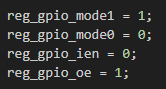 reg_gpio_mode1 = 1;
reg_gpio_mode0 = 0;
reg_gpio_ien = 0;
reg_gpio_oe = 1;